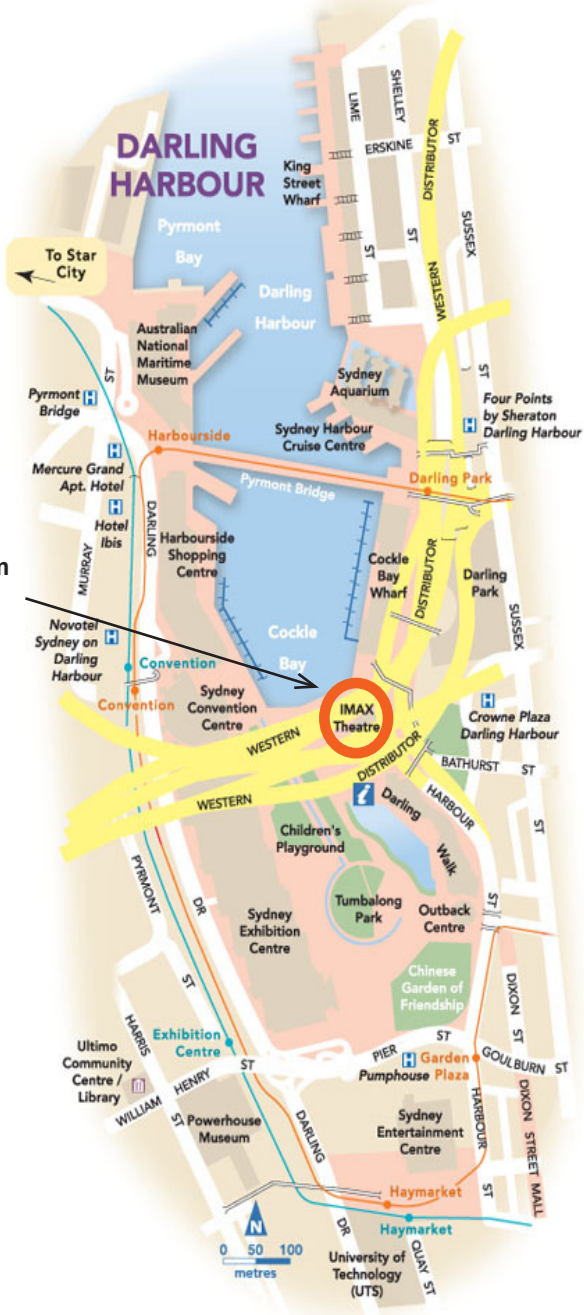 LIME
SHELLEY
ERSKINE ST
DISTRIBUTOR
WESTERN
SUSSEX
ST
ST
ST
DARLING
HARBOUR
King
Street
Wharf
Pyrmont
Bay
To Star
City
Darling
Harbour
Australian
National
Maritime
Museum
ST
Sydney
Aquarium
Pyrmont
Bridge
H
H
Four Points
by Sheraton
Darling Harbour
Sydney Harbour
Cruise Centre
Harbourside
H
Mercure Grand
Apt. Hotel
Pyrmont Bridge
Darling Park
H
Hotel
Ibis
DARLING
Harbourside
Shopping
Centre
MURRAY
Cockle
Bay
Wharf
DISTRIBUTOR
Darling
Park
SUSSEX
n
Novotel
Sydney on
Darling
Harbour
H
Cockle
Bay
Convention
Convention
Sydney
Convention
Centre
IMAX
Theatre
H
Crowne Plaza
Darling Harbour
WESTERN
DISTRIBUTOR
BATHURST ST
WESTERN
i
Darling
Walk
HARBOUR
ST
ST
Children's
Playground
PYRMONT
ST
DR
Tumbalong
Park
Outback
Centre
Sydney
Exhibition
Centre
Chinese
Garden of
Friendship
DIXON
ST
HARRIS
ST
Exhibition
Centre
Ultimo
Community
Centre /
Library
WILLIAM HENRY ST
PIER ST
H
Garden
Plaza
Pumphouse
GOULBURN ST
Powerhouse
Museum
DARLING
DR
Sydney
Entertainment
Centre
HARBOUR
ST
DIXON STREET MALL
Haymarket
Haymarket
N
0 50 100
metres
University of
Technology
(UTS)
QUAY ST